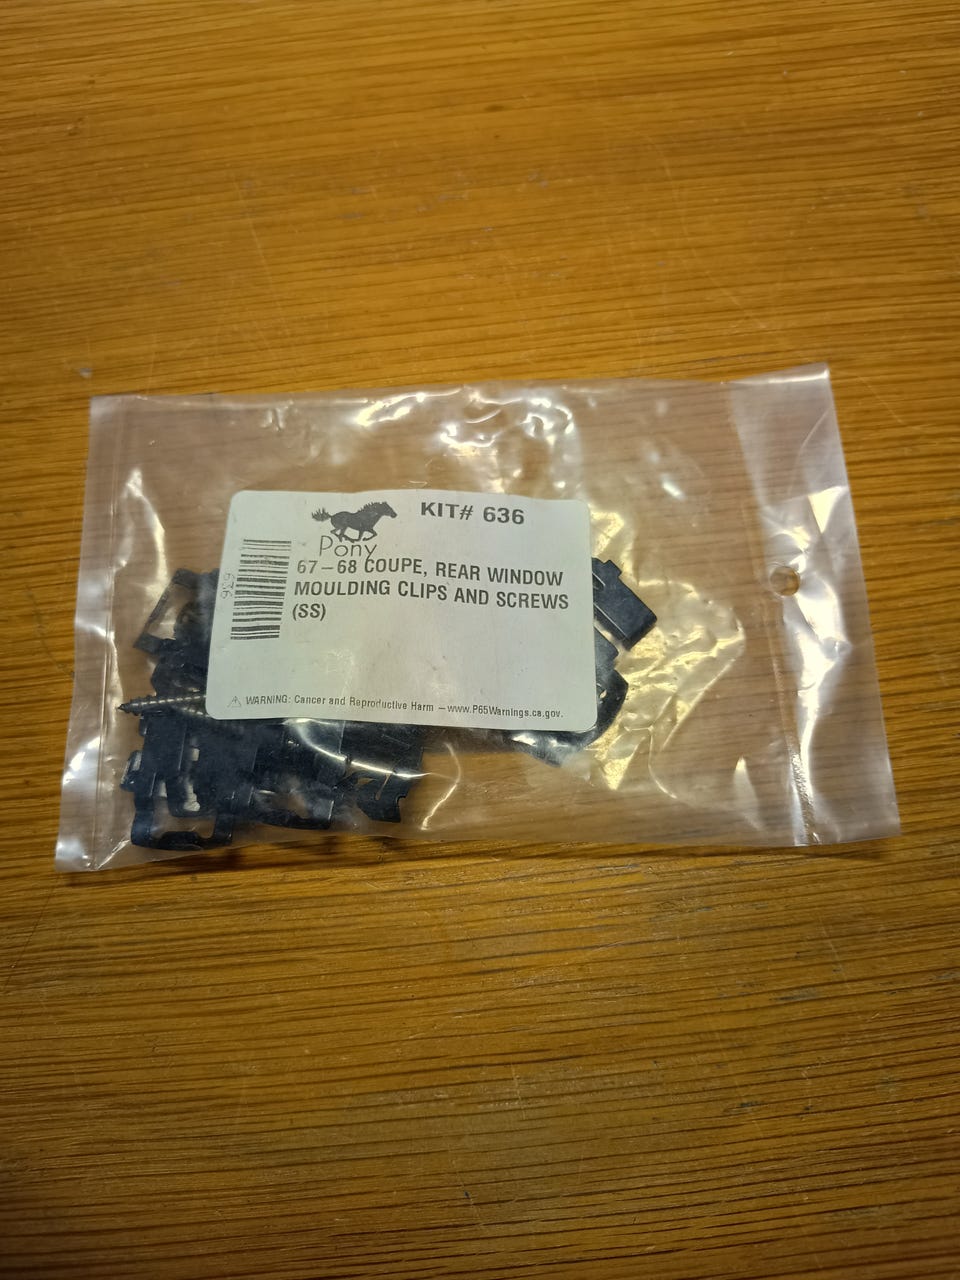 KIT# 636
Pony
67-68 COUPE, REAR WINDOW
MOULDING CLIPS AND SCREWS
(SS)
636
⚠ WARNING: Cancer and Reproductive Harm – www.P65Warnings.ca.gov.